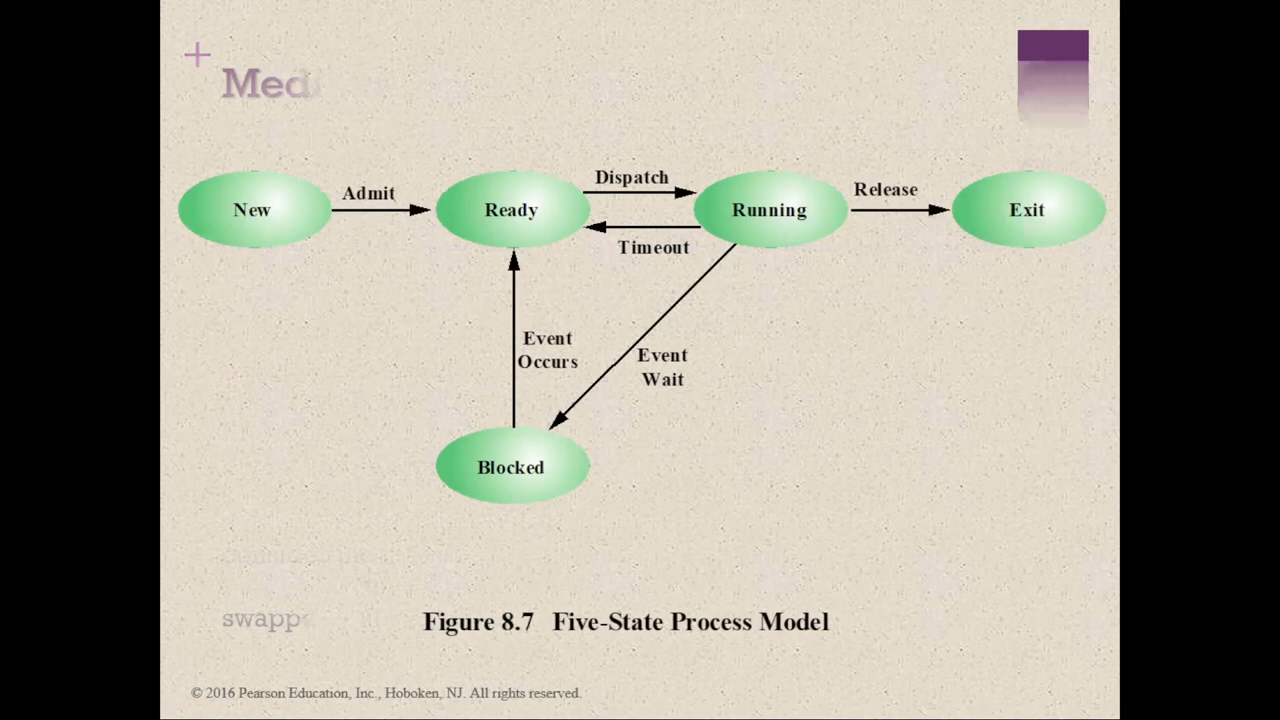 +
Med
New
Admit
Ready
Dispatch
Timeout
Running
Release
Exit
Event
Occurs
Event
Wait
Blocked
swapp
Figure 8.7 Five-State Process Model
© 2016 Pearson Education, Inc., Hoboken, NJ. All rights reserved.